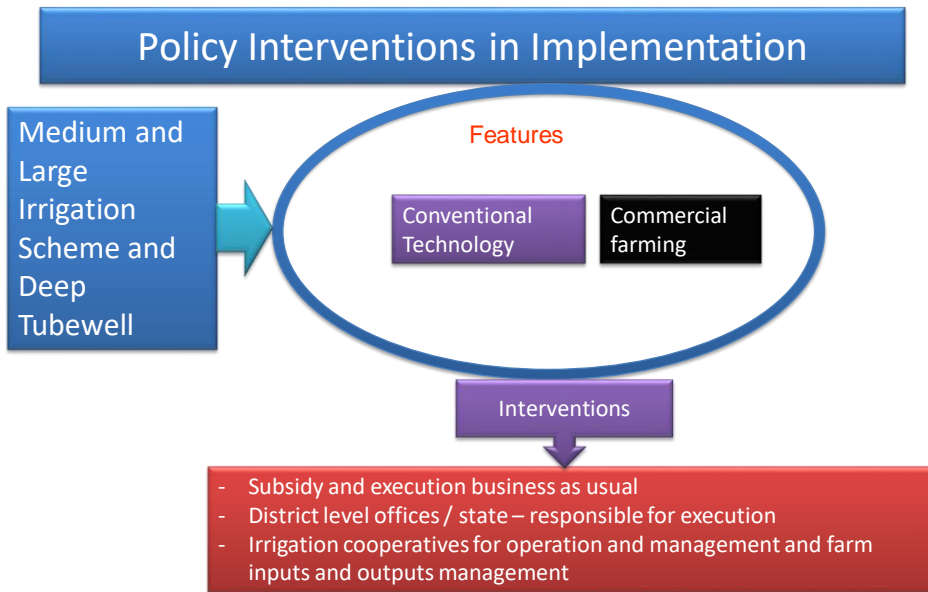 Policy Interventions in Implementation
Medium and
Large
Irrigation
Scheme and
Deep
Tubewell
Features
Conventional
Technology
Commercial
farming
Interventions
- Subsidy and execution business as usual
- District level offices / state – responsible for execution
- Irrigation cooperatives for operation and management and farm
inputs and outputs management